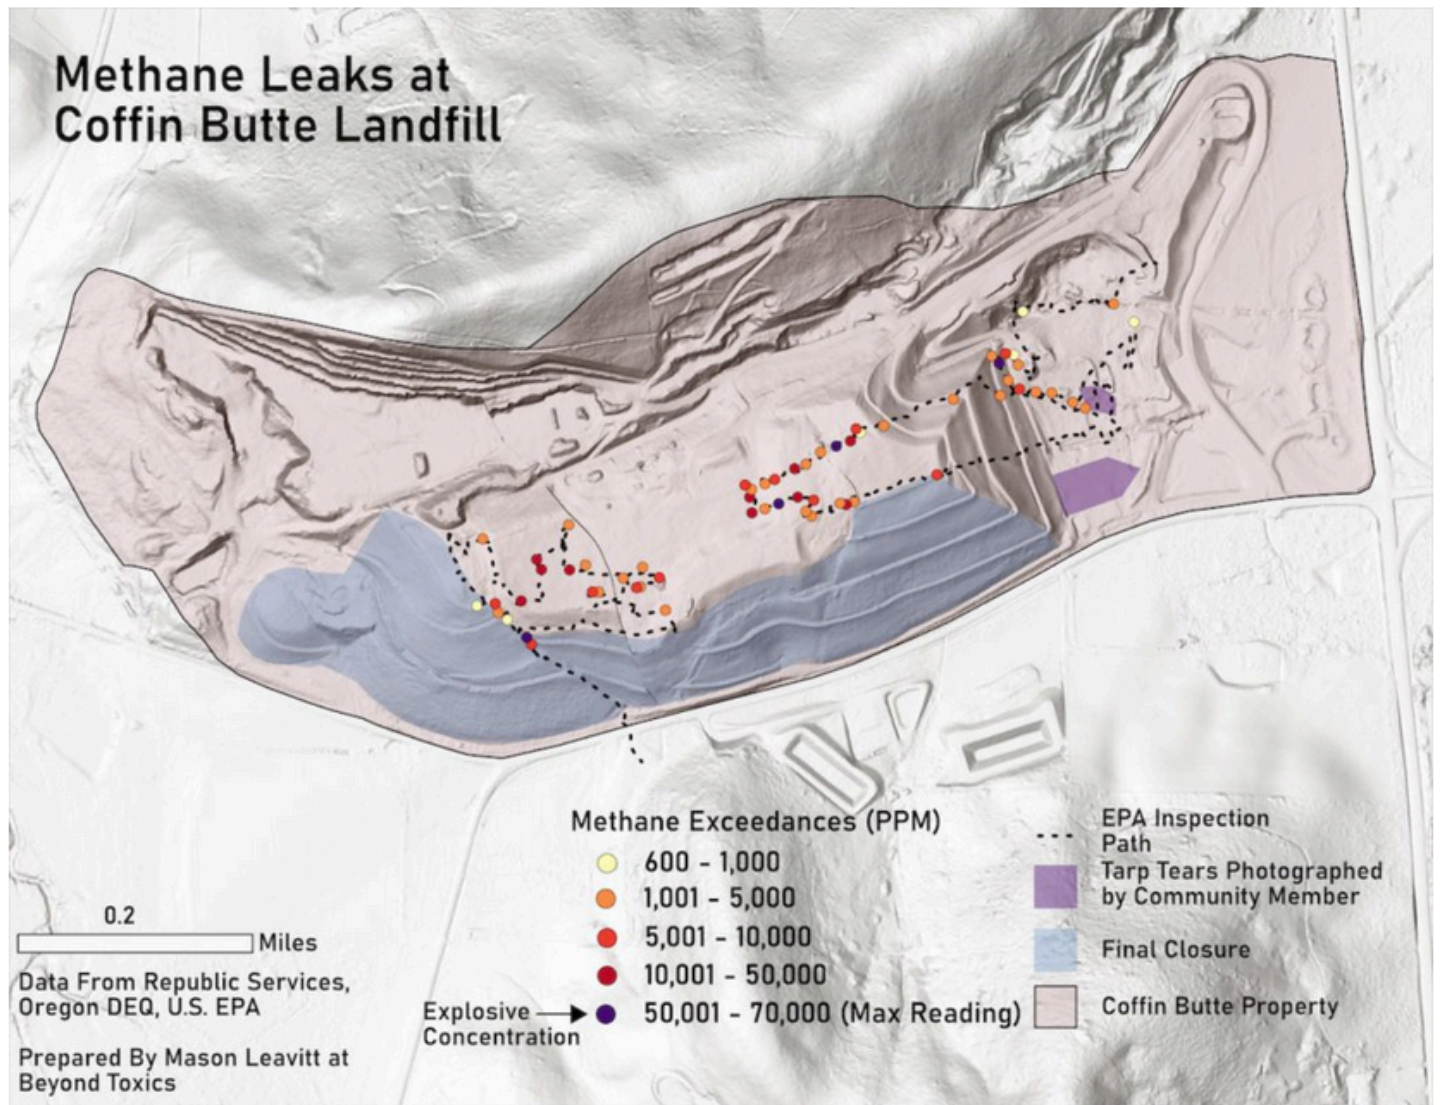 Methane Leaks at
Coffin Butte Landfill
Methane Exceedances (PPM)
600 - 1,000
1,001 - 5,000
5,001 - 10,000
10,001 - 50,000
50,001 - 70,000 (Max Reading)
Explosive
Concentration
EPA Inspection
Path
Tarp Tears Photographed
by Community Member
Final Closure
Coffin Butte Property
0.2
Miles
Data From Republic Services,
Oregon DEQ, U.S. EPA
Prepared By Mason Leavitt at
Beyond Toxics